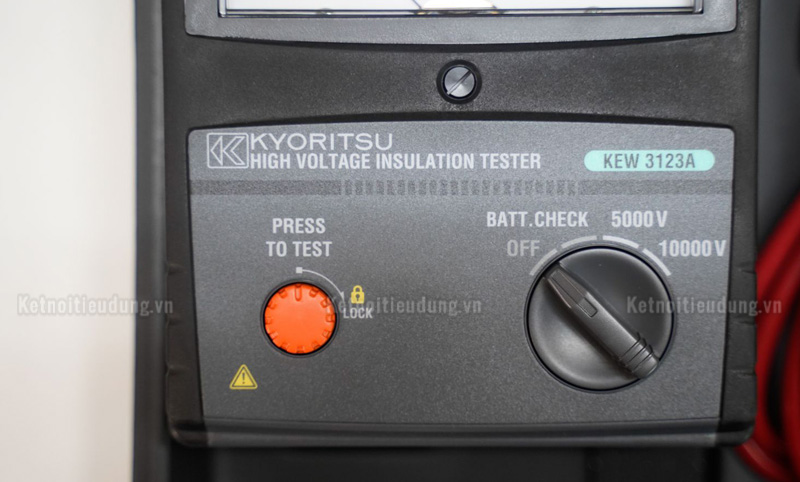 KYORITSU
HIGH VOLTAGE INSULATION TESTER
KEW 3123A
PRESS
TO TEST
LOCK
BATT.CHECK
5000V
OFF
10000V
Ketnoitieudung.vn
Ketnoitieudung.vn
Ketnoitieudung.vn